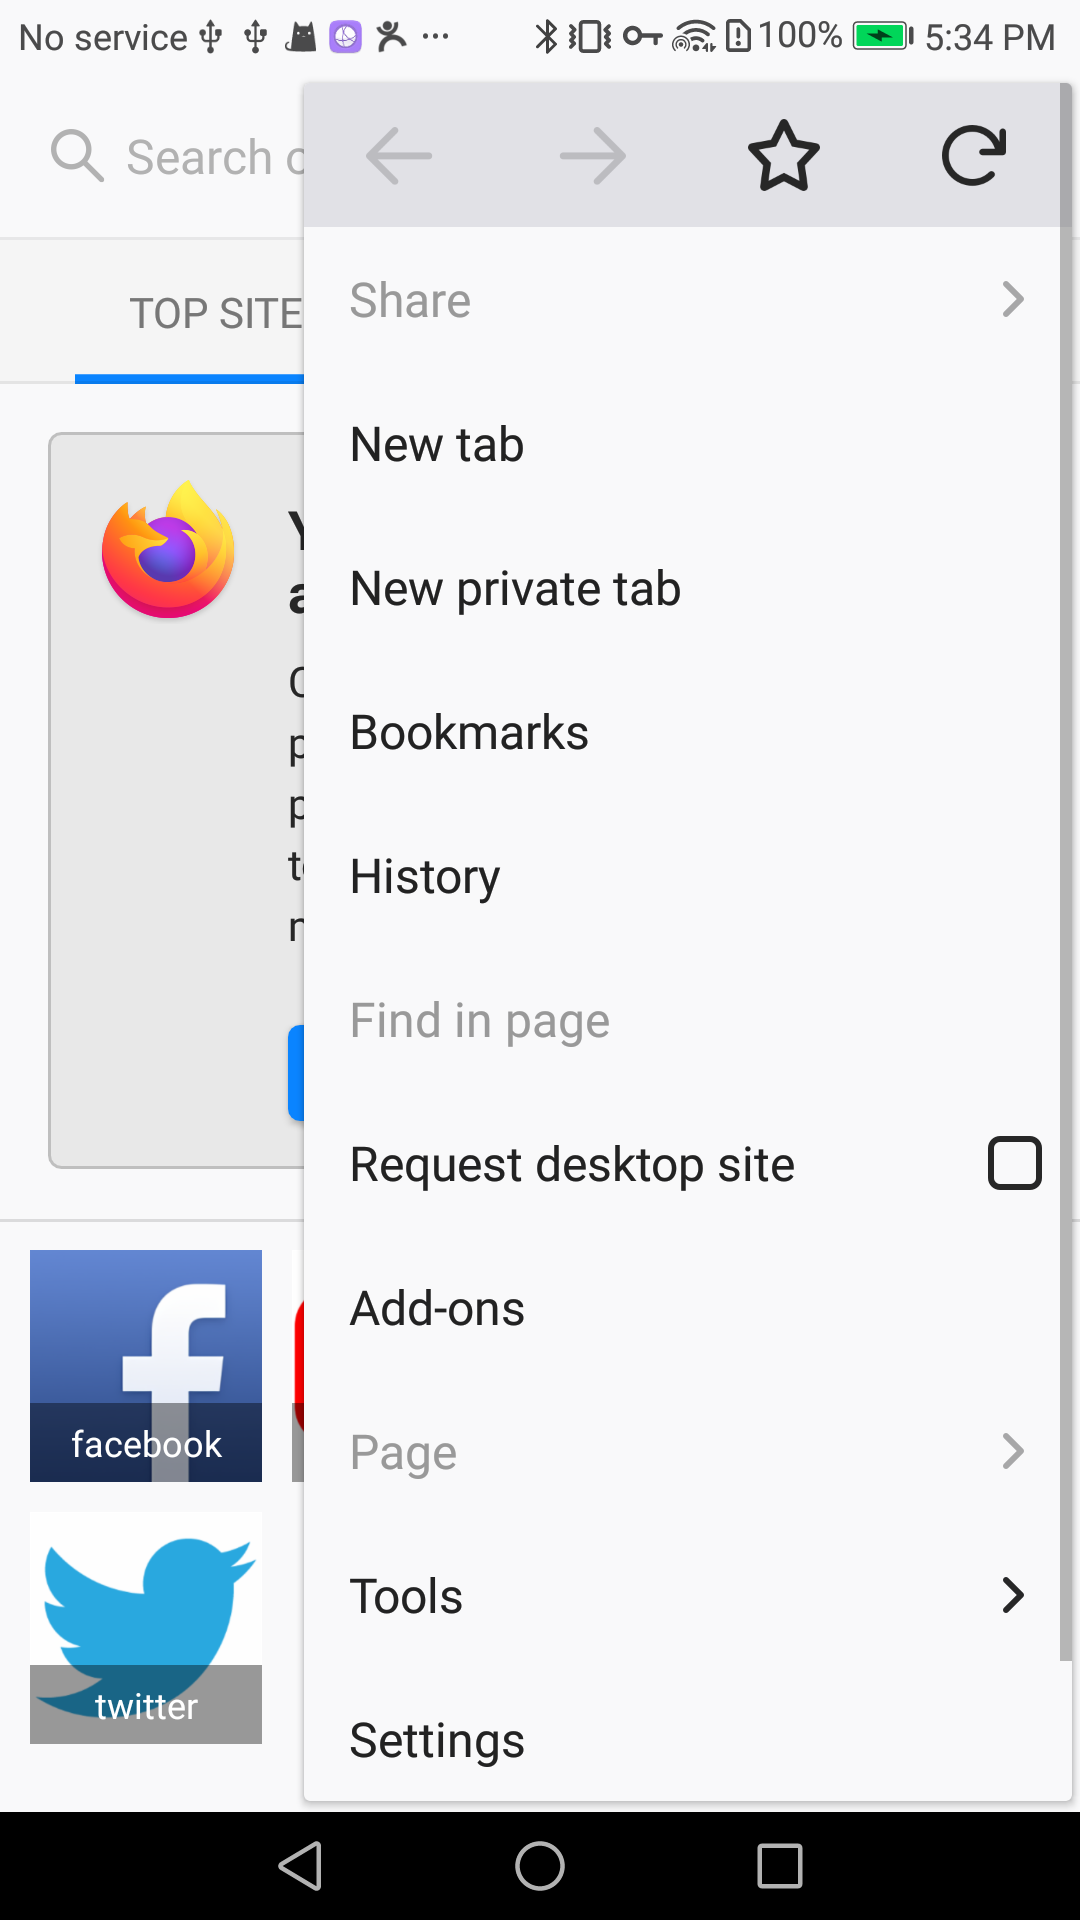 No service
100%
5:34 PM
Search
TOP SITE
Share
New tab
New private tab
Bookmarks
History
Find in page
Request desktop site
Add-ons
Page
Tools
Settings
facebook
twitter